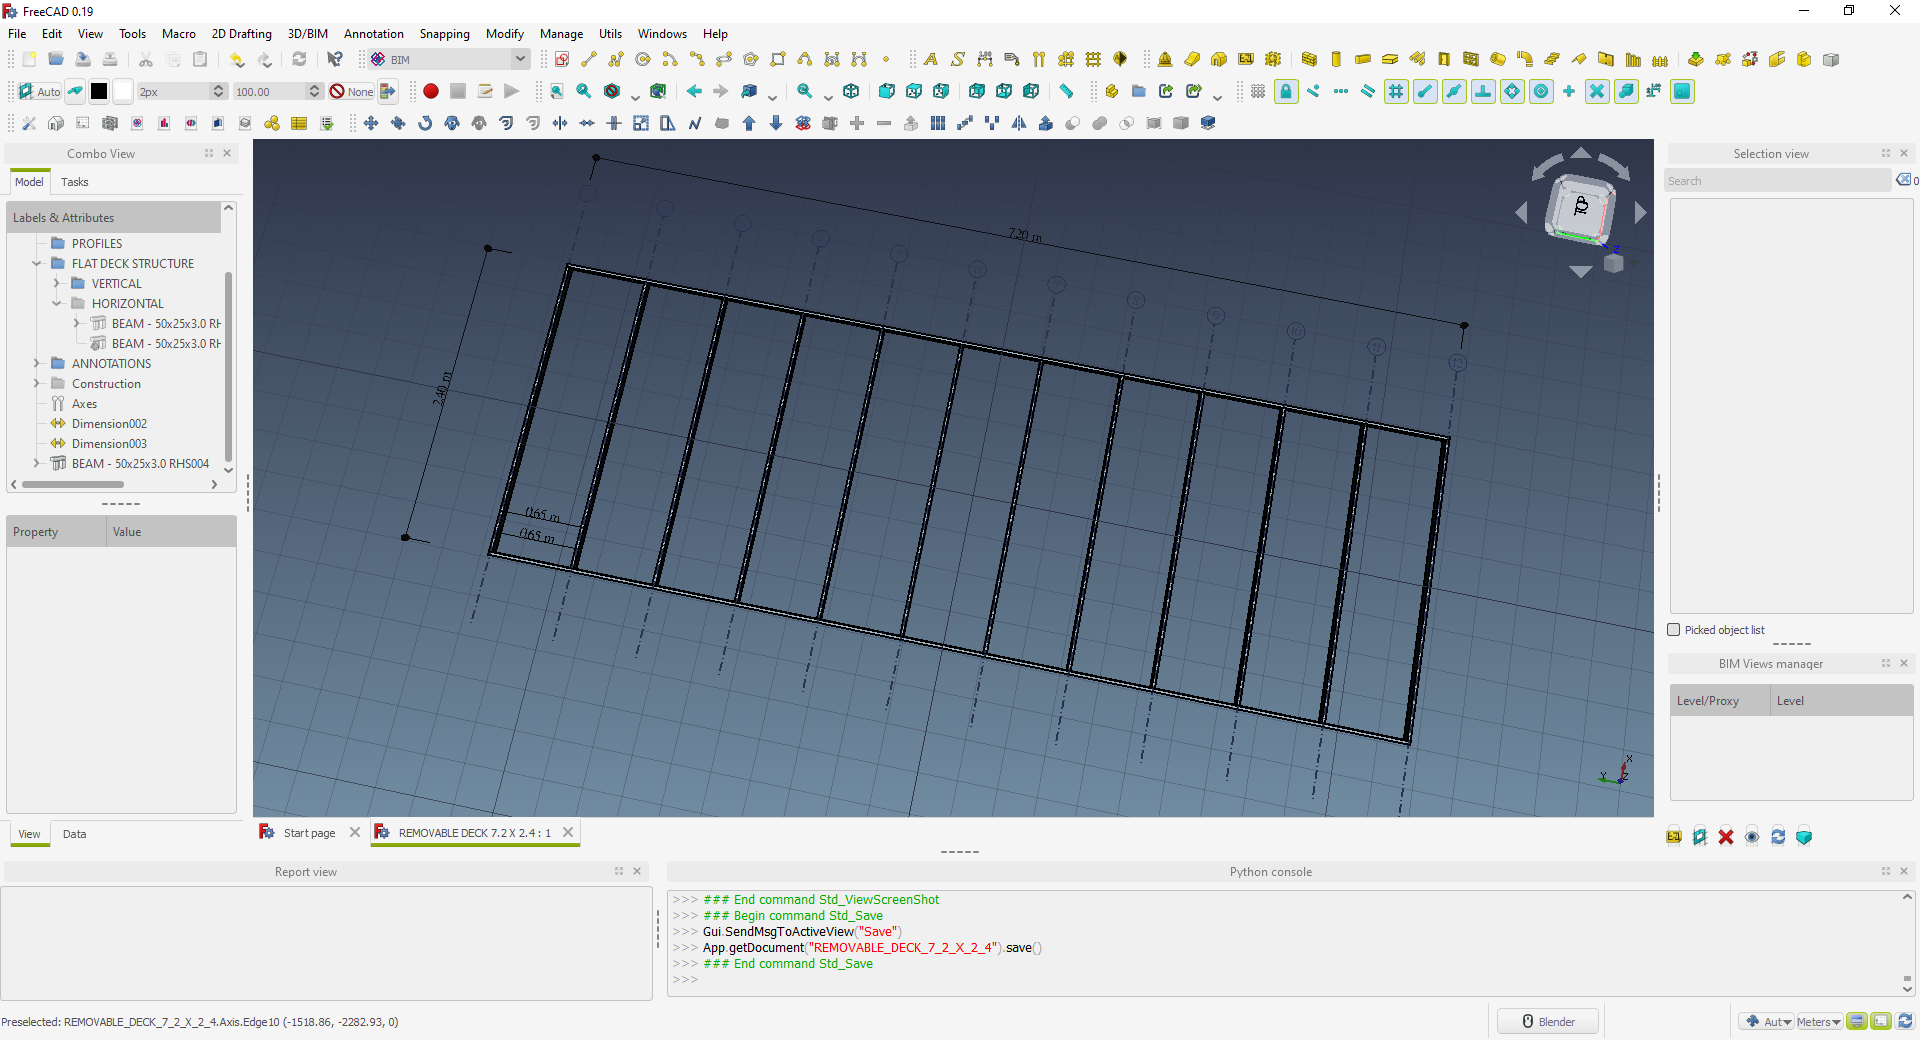 FreeCAD 0.19
File Edit View Tools Macro 2D Drafting 3D/BIM Annotation Snapping Modify Manage Utils Windows Help
BIM
Auto 2px 100.00 None
Combo View
Model Tasks
Labels & Attributes
PROFILES
FLAT DECK STRUCTURE
VERTICAL
HORIZONTAL
BEAM - 50x25x3.0 RH
BEAM - 50x25x3.0 RH
ANNOTATIONS
Construction
Axes
Dimension002
Dimension003
BEAM - 50x25x3.0 RHS004
Property Value
View Data
7.20 m
2.40 m
0.65 m
0.65 m
TOP
Z
X
Y
Z
Start page
REMOVABLE DECK 7.2 X 2.4 : 1
Selection view
Search
0
Picked object list
BIM Views manager
Level/Proxy Level
Report view
Python console
>>> ### End command Std_ViewScreenShot
>>> ### Begin command Std_Save
>>> Gui.SendMsgToActiveView("Save")
>>> App.getDocument("REMOVABLE_DECK_7_2_X_2_4").save()
>>> ### End command Std_Save
>>>
Preselected: REMOVABLE_DECK_7_2_X_2_4.Axis.Edge10 (-1518.86, -2282.93, 0)
Blender
Aut
Meters